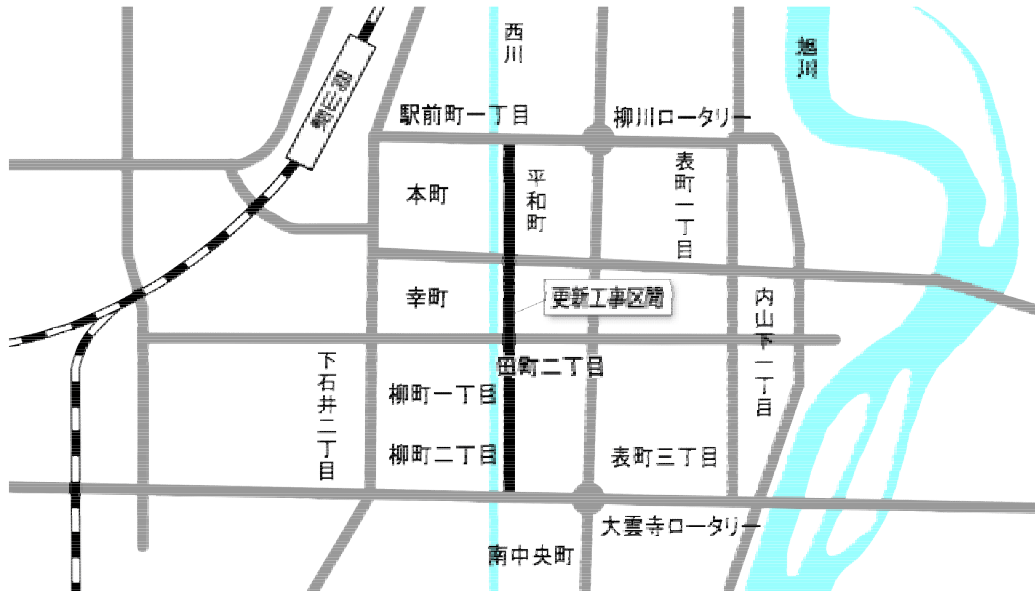 西川
旭川
岡山駅
駅前町一丁目
柳川ロータリー
本町
平和町
表町一丁目
幸町
更新工事区間
内山下一丁目
田町二丁目
下石井二丁目
柳町一丁目
柳町二丁目
表町三丁目
大雲寺ロータリー
南中央町